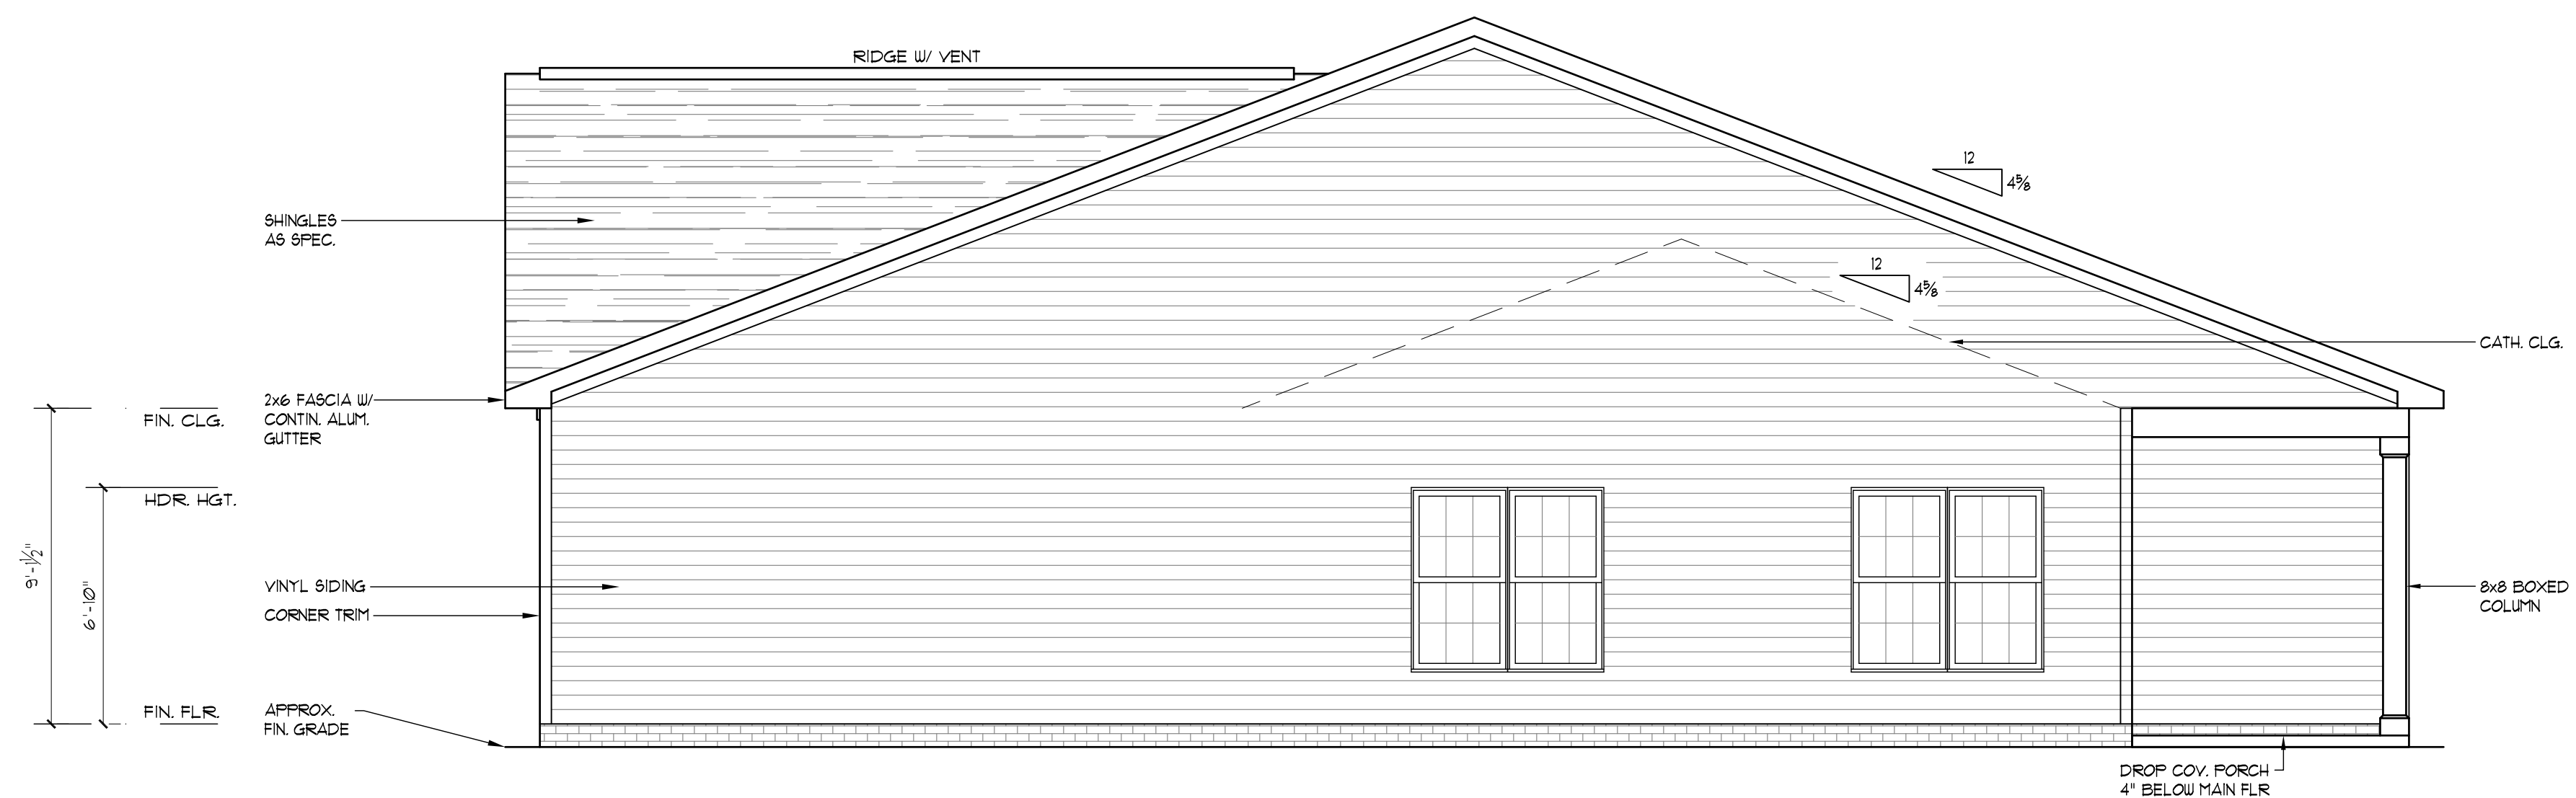 RIDGE W/ VENT
12
4⅝
SHINGLES
AS SPEC.
12
4⅝
CATH. CLG.
2x6 FASCIA W/
CONTIN. ALUM.
GUTTER
FIN. CLG.
HDR. HGT.
9'-1½"
6'-10"
VINYL SIDING
CORNER TRIM
8x8 BOXED
COLUMN
FIN. FLR.
APPROX.
FIN. GRADE
DROP COV. PORCH
4" BELOW MAIN FLR